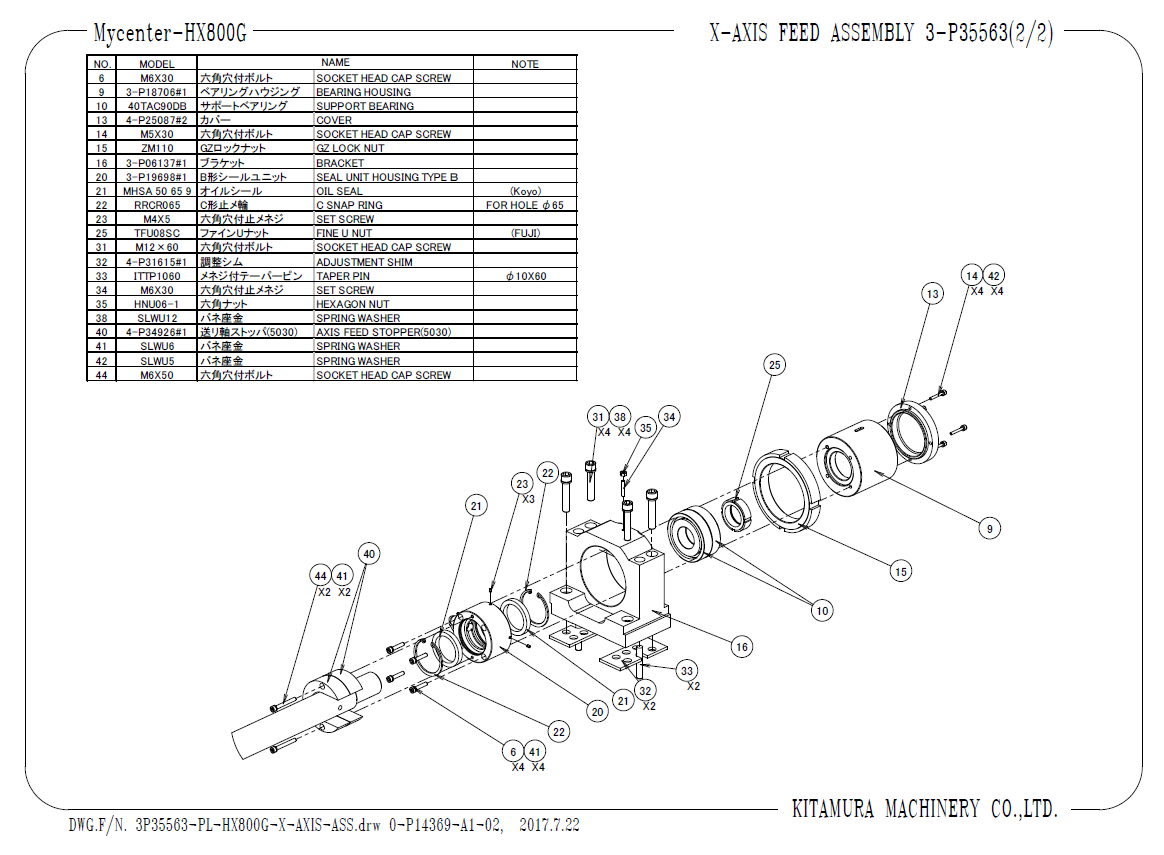 Mycenter-HX800G
X-AXIS FEED ASSEMBLY 3-P35563(2/2)
NO. MODEL NAME NOTE
6 M6X30 六角穴付ボルト SOCKET HEAD CAP SCREW
9 3-P18706#1 ベアリングハウジング BEARING HOUSING
10 40TAC90DB サポートベアリング SUPPORT BEARING
13 4-P25087#2 カバー COVER
14 M5X30 六角穴付ボルト SOCKET HEAD CAP SCREW
15 ZM110 GZロックナット GZ LOCK NUT
16 3-P06137#1 ブラケット BRACKET
20 3-P19698#1 B形シールユニット SEAL UNIT HOUSING TYPE B
21 MHSA 50 65 9 オイルシール OIL SEAL (Koyo)
22 RRCR065 C形止メ輪 C SNAP RING FOR HOLE φ65
23 M4X5 六角穴付止メネジ SET SCREW
25 TFU08SC ファインUナット FINE U NUT (FUJI)
31 M12×60 六角穴付ボルト SOCKET HEAD CAP SCREW
32 4-P31615#1 調整シム ADJUSTMENT SHIM
33 ITTP1060 メネジ付テーパーピン TAPER PIN φ10X60
34 M6X30 六角穴付止メネジ SET SCREW
35 HNU06-1 六角ナット HEXAGON NUT
38 SLWU12 バネ座金 SPRING WASHER
40 4-P34926#1 送リ軸ストッパ(5030) AXIS FEED STOPPER(5030)
41 SLWU6 バネ座金 SPRING WASHER
42 SLWU5 バネ座金 SPRING WASHER
44 M6X50 六角穴付ボルト SOCKET HEAD CAP SCREW
14 42
X4 X4
13
25
31 38
X4 X4
35
34
22
23
X3
21
9
40
15
44 41
X2 X2
10
16
33
X2
32
X2
21
20
22
6 41
X4 X4
KITAMURA MACHINERY CO.,LTD.
DWG.F/N. 3P35563-PL-HX800G-X-AXIS-ASS.drw 0-P14369-A1-02, 2017.7.22